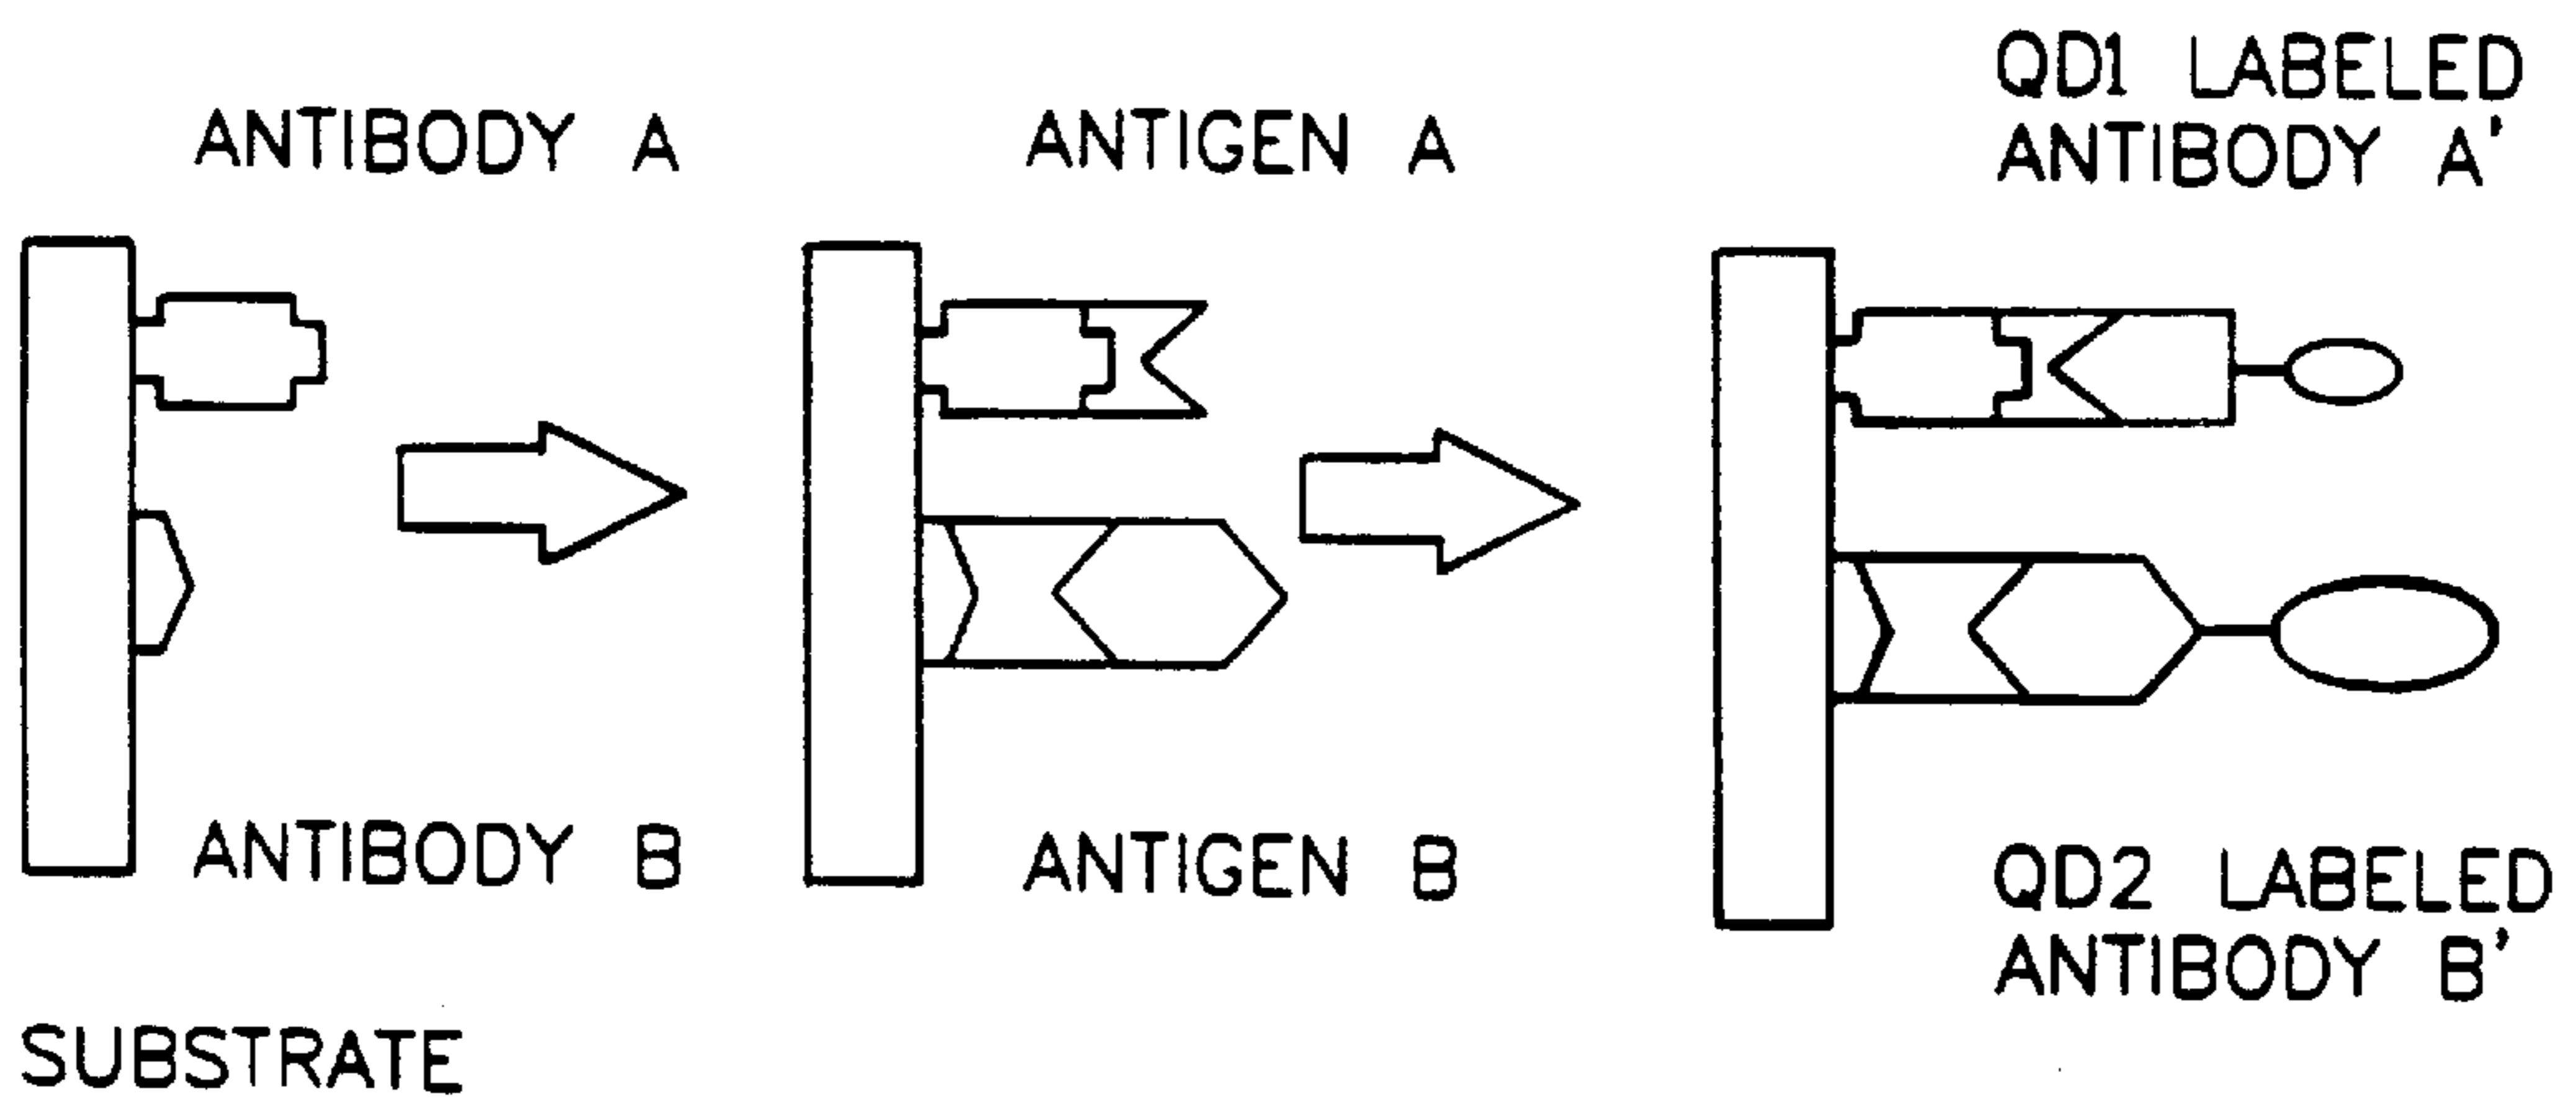 ANTIBODY A
ANTIGEN A
QD1 LABELED
ANTIBODY A'
ANTIBODY B
ANTIGEN B
QD2 LABELED
ANTIBODY B'
SUBSTRATE